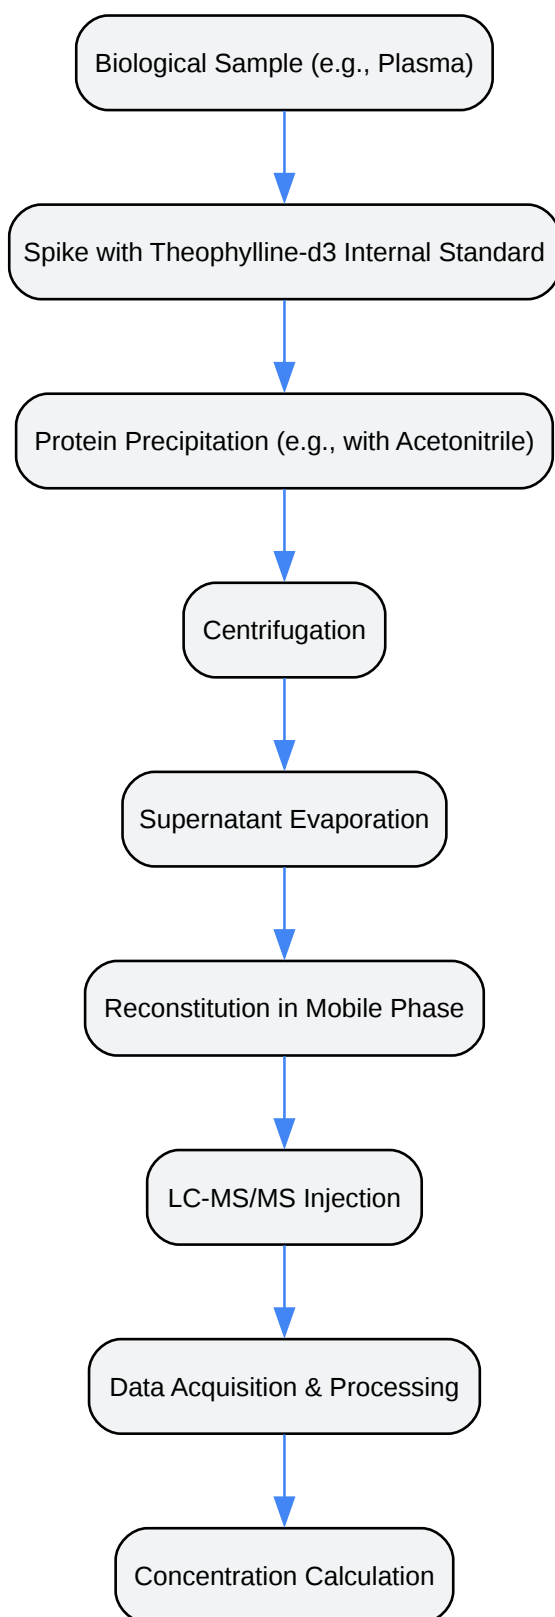 Biological Sample (e.g., Plasma)
Spike with Theophylline-d3 Internal Standard
Protein Precipitation (e.g., with Acetonitrile)
Centrifugation
Supernatant Evaporation
Reconstitution in Mobile Phase
LC-MS/MS Injection
Data Acquisition & Processing
Concentration Calculation